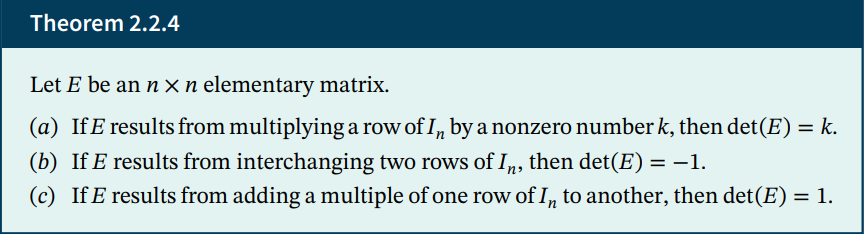 Theorem 2.2.4
Let E be an n × n elementary matrix.
(a) If E results from multiplying a row of Iₙ by a nonzero number k, then det(E) = k.
(b) If E results from interchanging two rows of Iₙ, then det(E) = −1.
(c) If E results from adding a multiple of one row of Iₙ to another, then det(E) = 1.